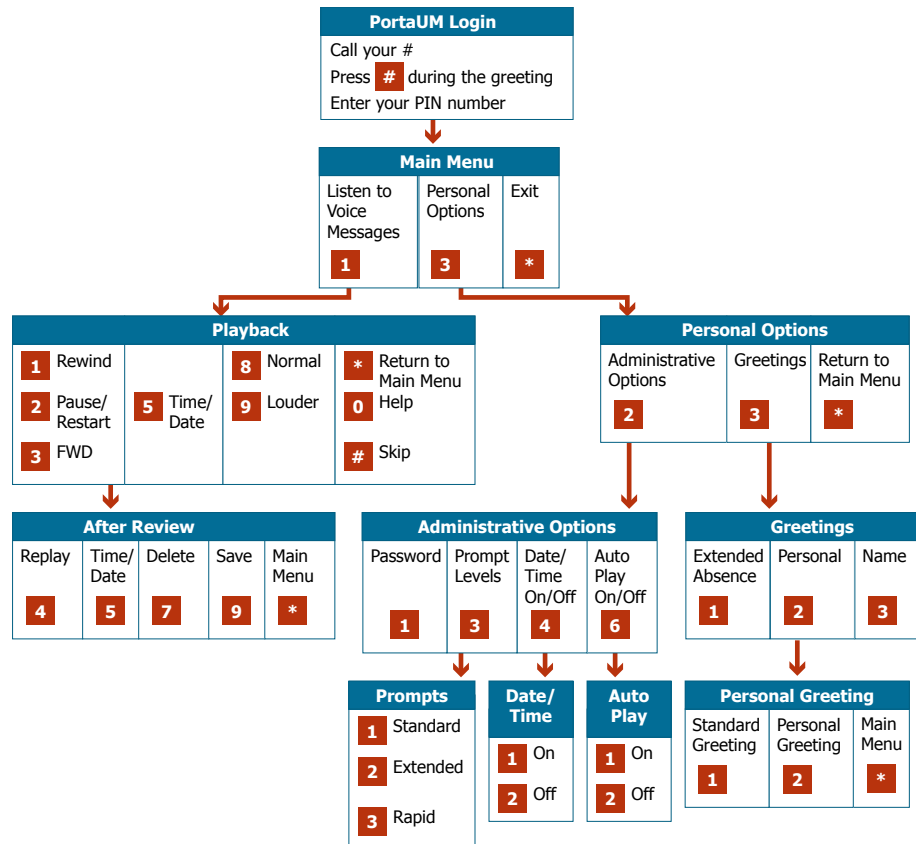 PortaUM Login
Call your #
Press # during the greeting
Enter your PIN number
Main Menu
Listen to
Voice
Messages
1
Personal
Options
3
Exit
*
Playback
1 Rewind
2 Pause/
Restart
3 FWD
5 Time/
Date
8 Normal
9 Louder
* Return to
Main Menu
0 Help
# Skip
Personal Options
Administrative
Options
2
Greetings
3
Return to
Main Menu
*
After Review
Replay
4
Time/
Date
5
Delete
7
Save
9
Main
Menu
*
Administrative Options
Password
1
Prompt
Levels
3
Date/
Time
On/Off
4
Auto
Play
On/Off
6
Greetings
Extended
Absence
1
Personal
2
Name
3
Prompts
1 Standard
2 Extended
3 Rapid
Date/
Time
1 On
2 Off
Auto
Play
1 On
2 Off
Personal Greeting
Standard
Greeting
1
Personal
Greeting
2
Main
Menu
*